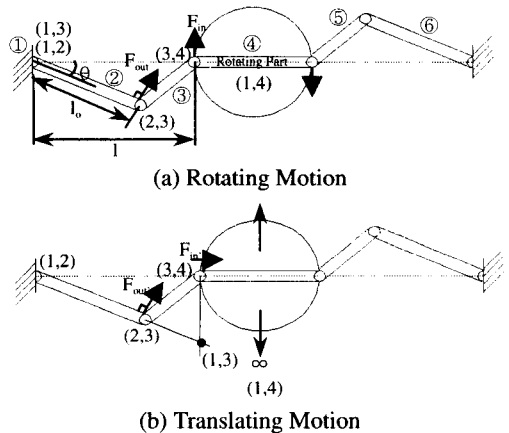 ①
(1,3)
(1,2)
θ
②
F_out
(3,4)
F_in
④
Rotating Part
(1,4)
⑤
⑥
③
l_o
(2,3)
l
(a) Rotating Motion
(1,2)
F_out
(3,4)
F_in
(2,3)
(1,3)
∞
(1,4)
(b) Translating Motion